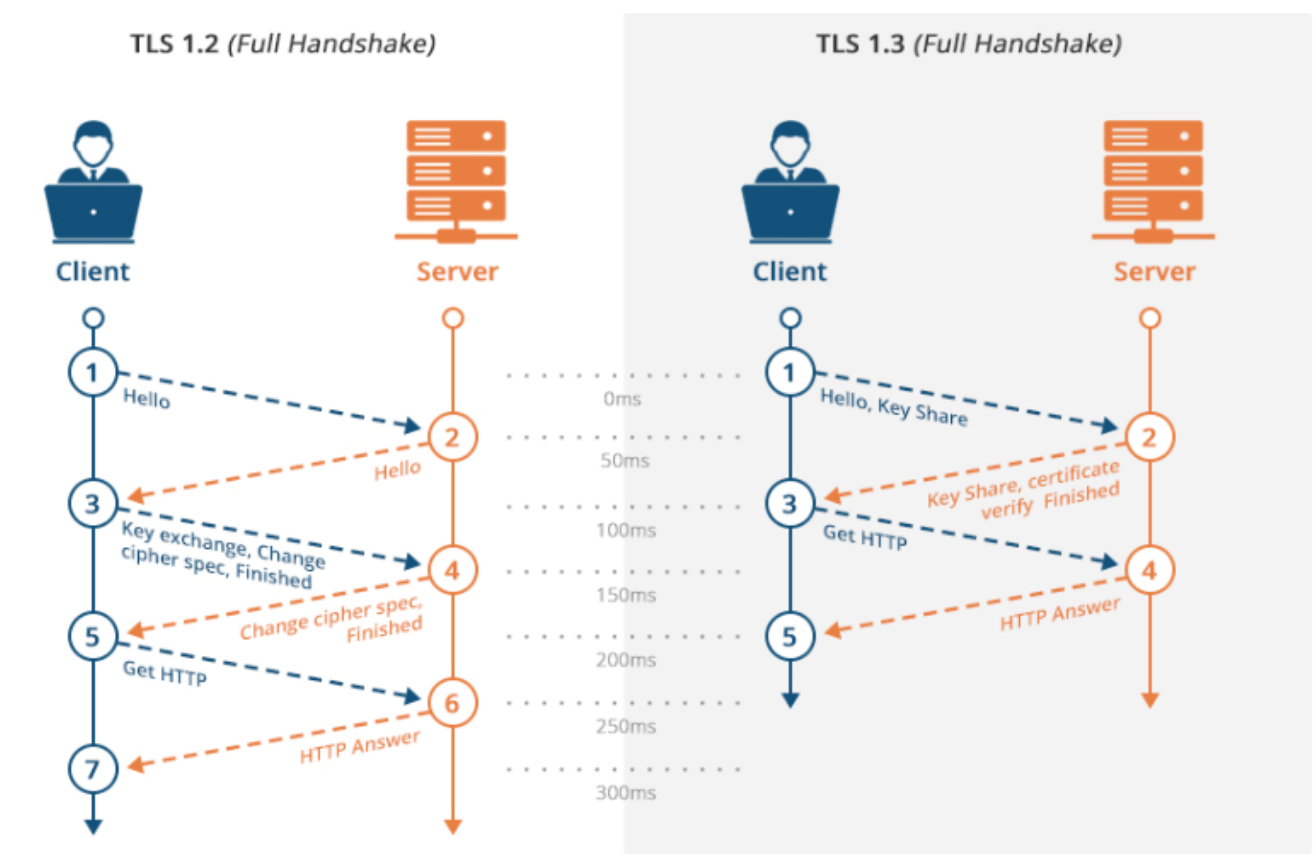 TLS 1.2 (Full Handshake)
Client
Server
1
Hello
2
Hello
3
Key exchange, Change
cipher spec, Finished
4
Change cipher spec,
Finished
5
Get HTTP
6
HTTP Answer
7
0ms
50ms
100ms
150ms
200ms
250ms
300ms
TLS 1.3 (Full Handshake)
Client
Server
1
Hello, Key Share
2
Key Share, certificate
verify Finished
3
Get HTTP
4
HTTP Answer
5